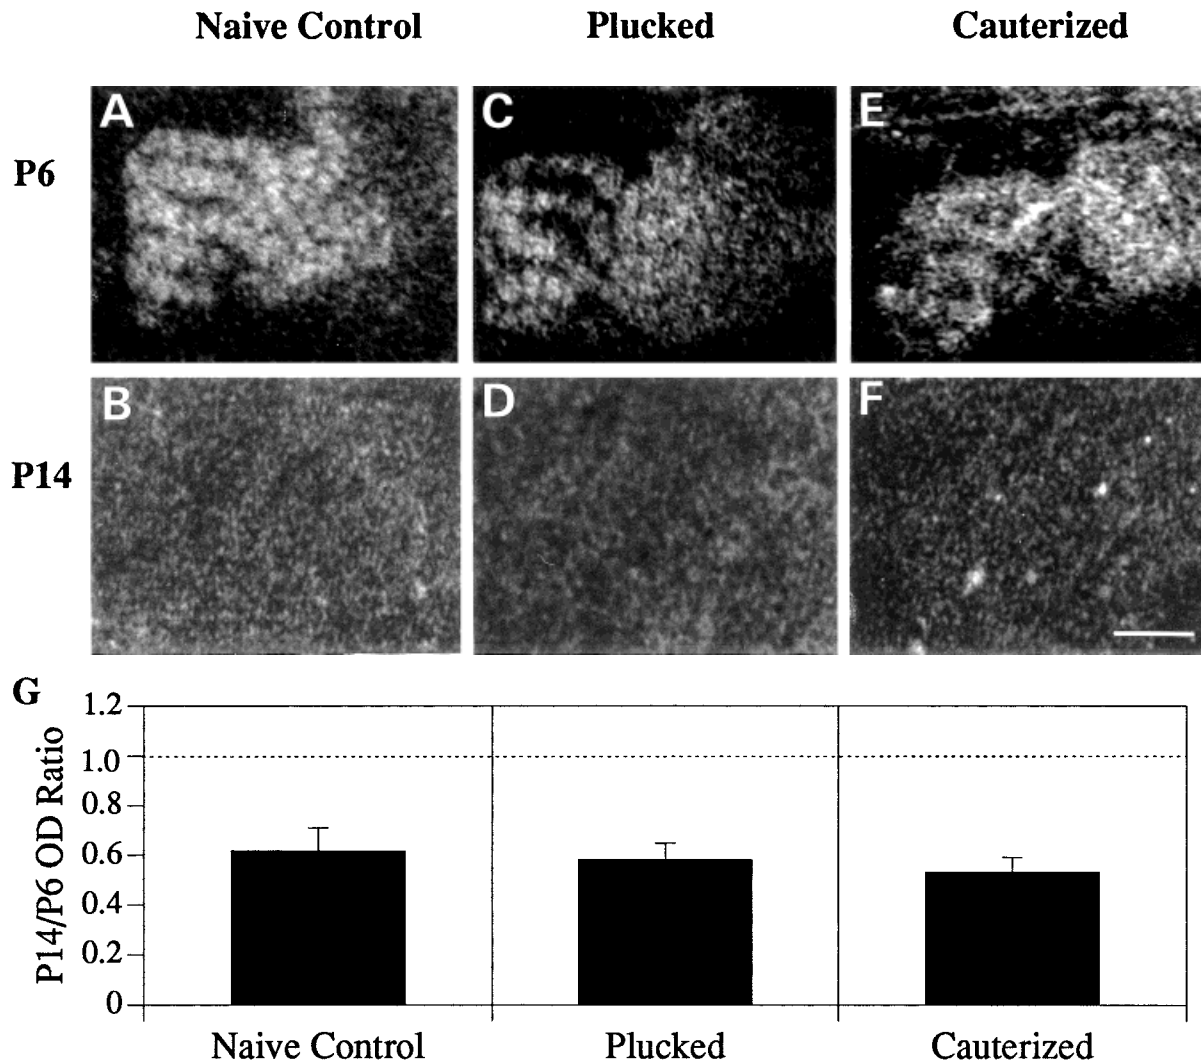 Naive Control Plucked Cauterized
A C E
P6
B D F
P14
G
1.2
1.0
0.8
0.6
0.4
0.2
0
P14/P6 OD Ratio
Naive Control Plucked Cauterized